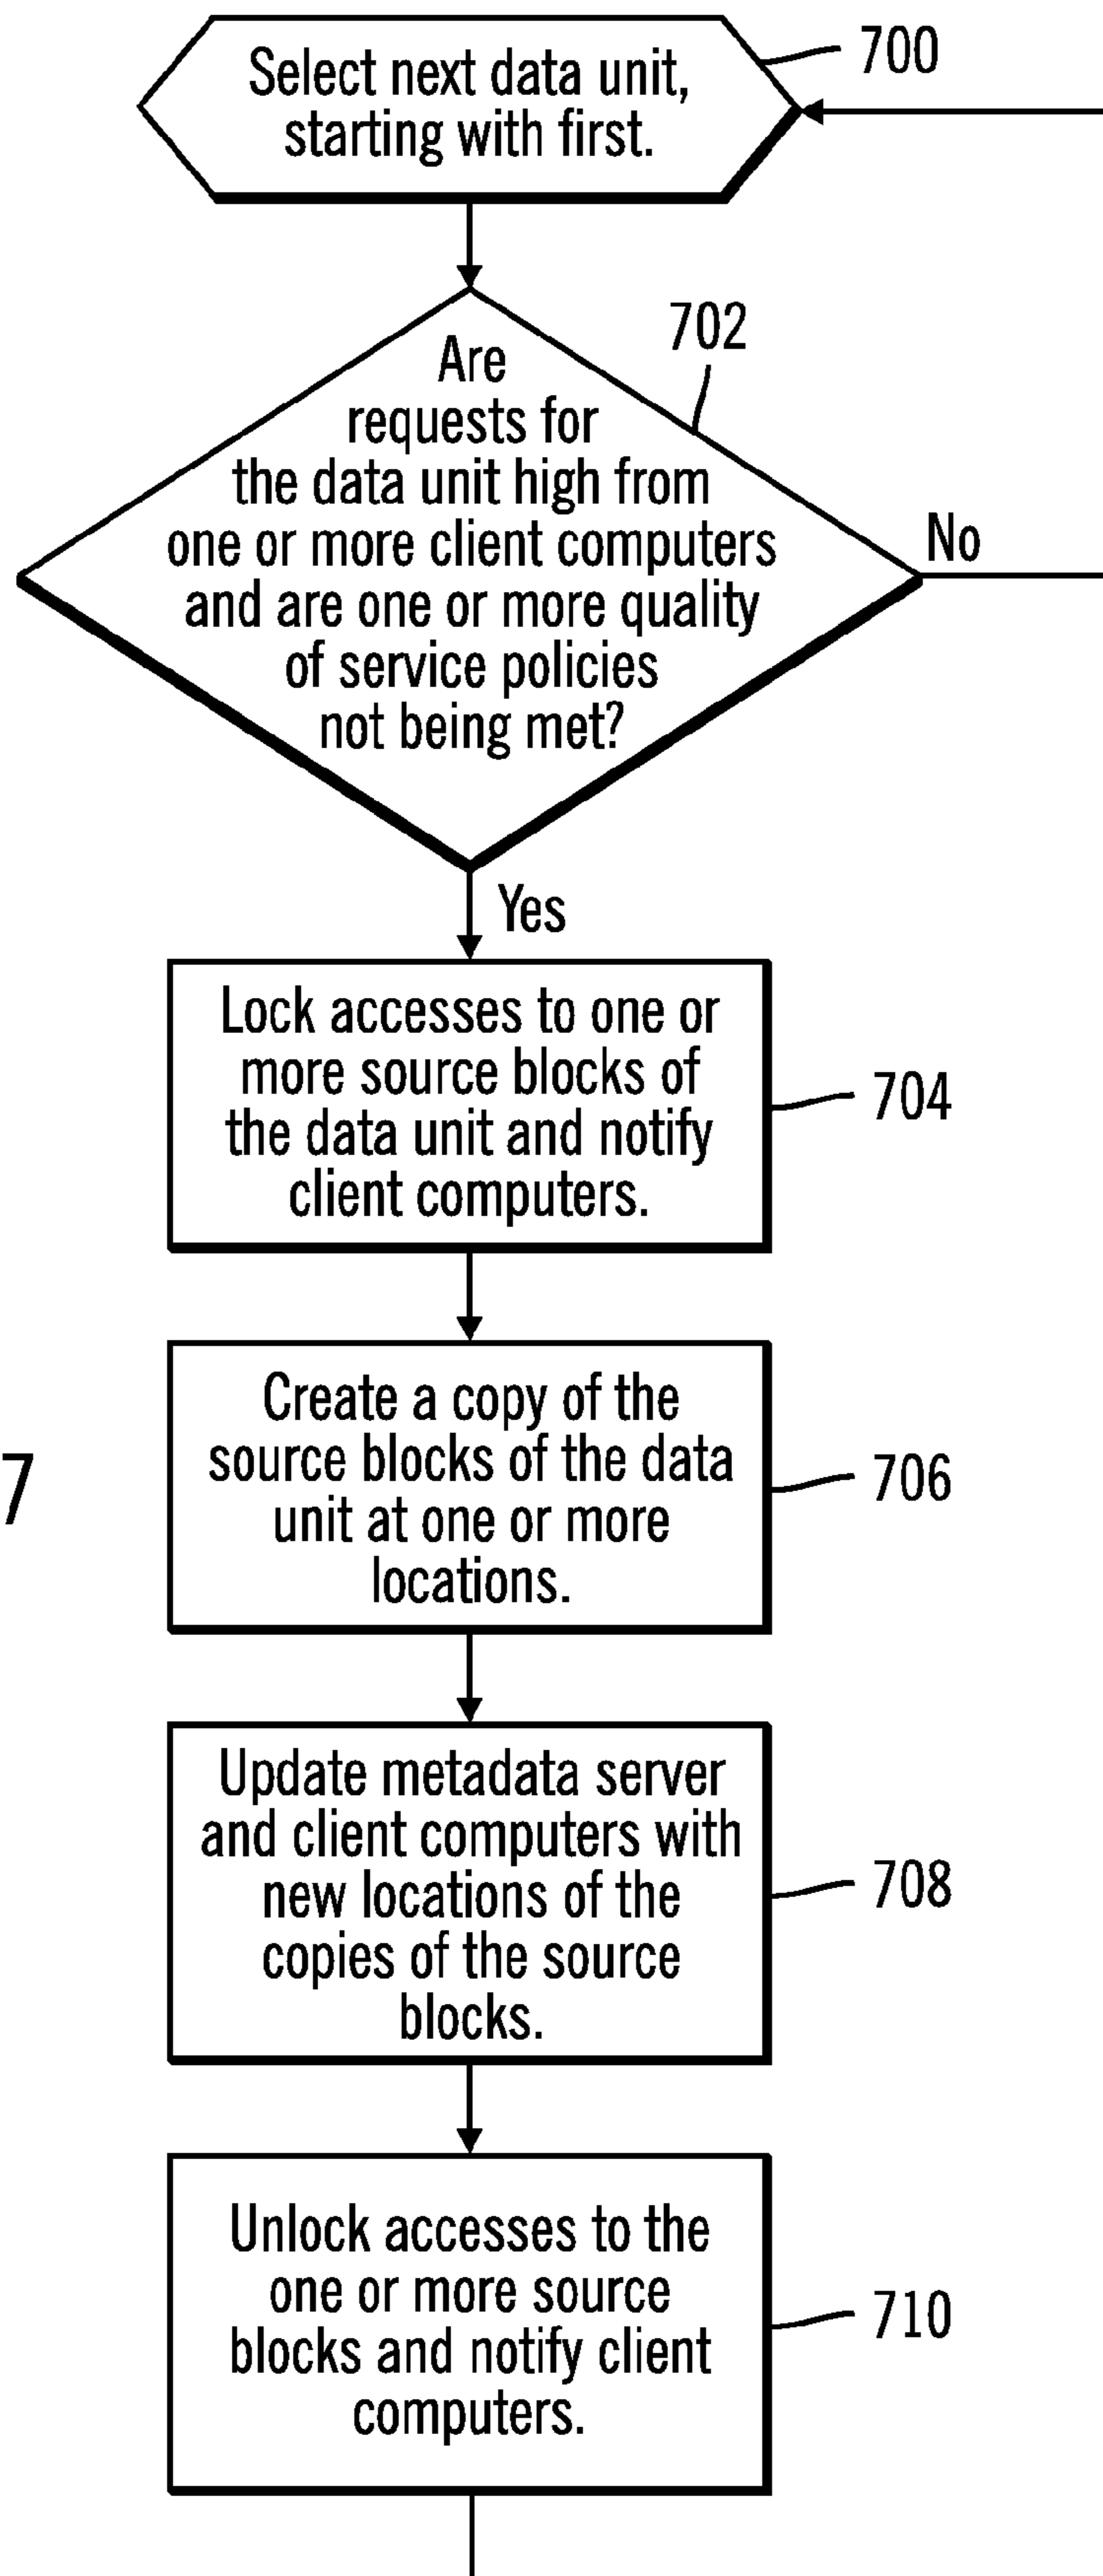 Select next data unit,
starting with first.
700
Are
requests for
the data unit high from
one or more client computers
and are one or more quality
of service policies
not being met?
702
No
Yes
Lock accesses to one or
more source blocks of
the data unit and notify
client computers.
704
Create a copy of the
source blocks of the data
unit at one or more
locations.
706
7
Update metadata server
and client computers with
new locations of the
copies of the source
blocks.
708
Unlock accesses to the
one or more source
blocks and notify client
computers.
710